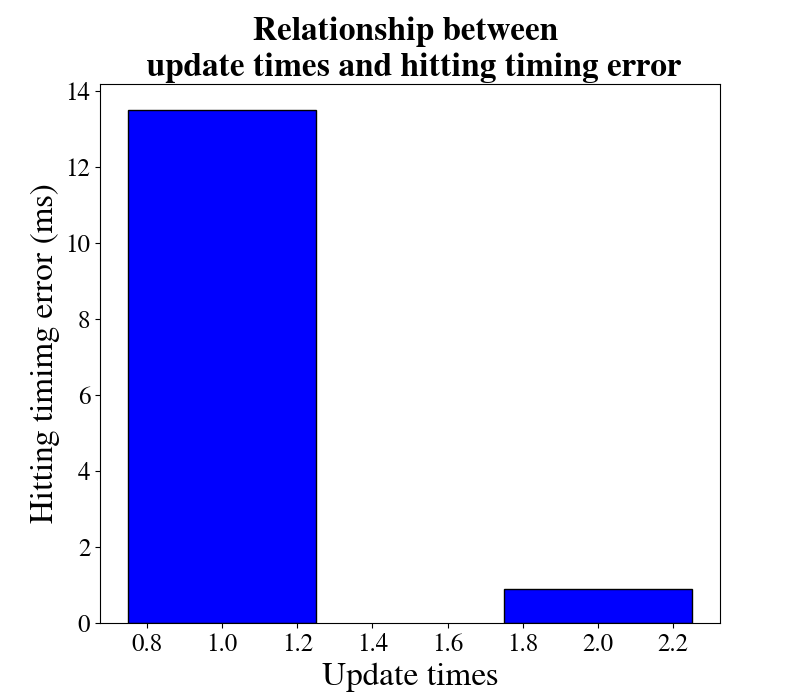 Relationship between
update times and hitting timing error
Hitting timimg error (ms)
14
12
10
8
6
4
2
0
0.8 1.0 1.2 1.4 1.6 1.8 2.0 2.2
Update times